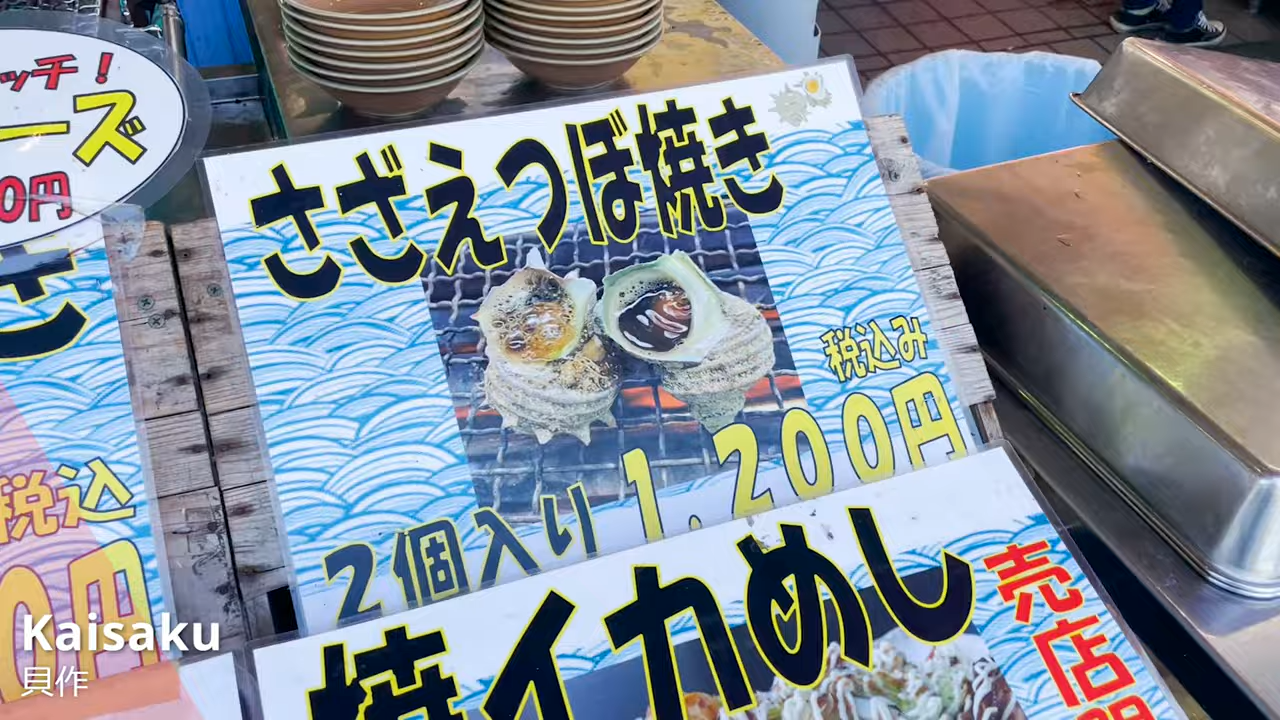 ッチ！
ーズ
0円
き
税込
0円
さざえつぼ焼き
税込み
2個入り 1,200円
焼イカめし
売店
Kaisaku
貝作